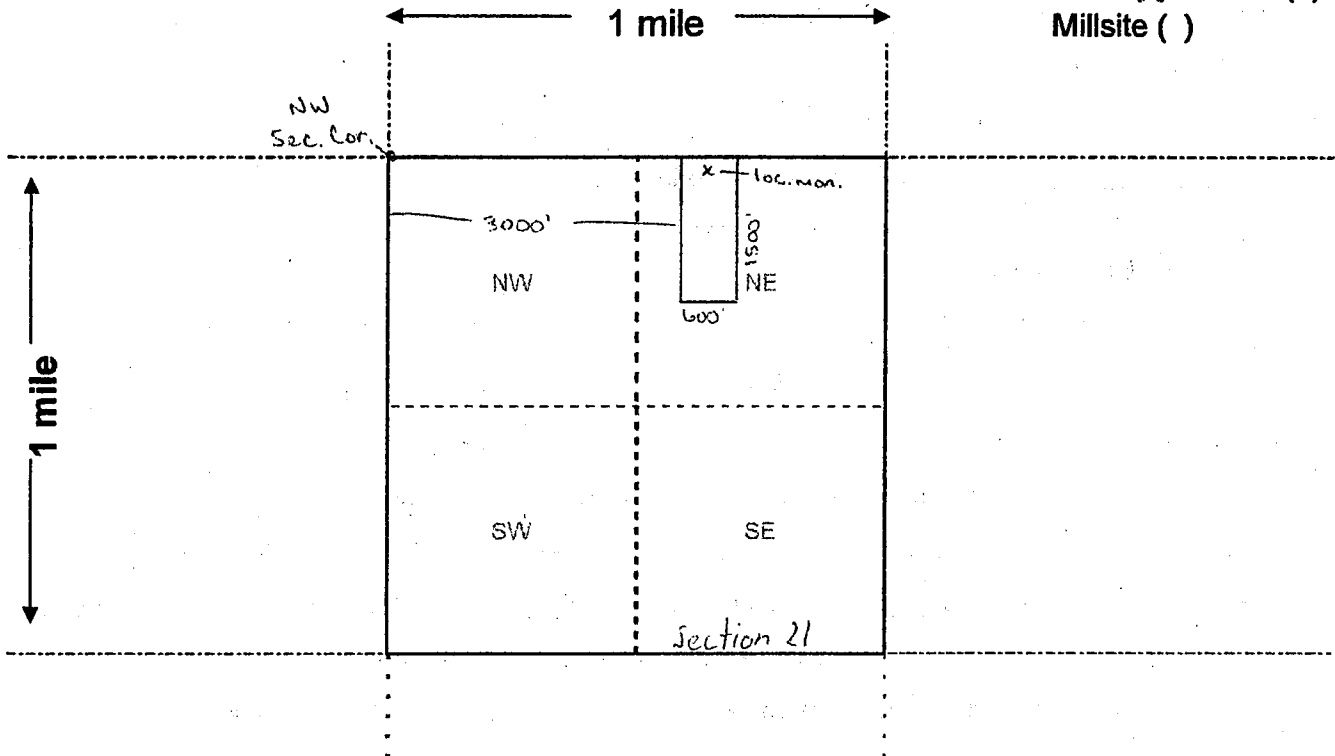 1 mile
Millsite ( )
NW
Sec. Cor.
x loc. mon.
3000'
1500'
NW
NE
600'
1 mile
SW
SE
Section 21